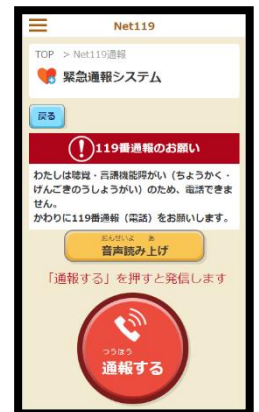 Net119
TOP > Net119通報
緊急通報システム
戻る
119番通報のお願い
わたしは聴覚・言語機能障がい（ちょうかく・
げんごきのうしょうがい）のため、電話できま
せん。
かわりに119番通報（電話）をお願いします。
おんせいよ あ
音声読み上げ
「通報する」を押すと発信します
つうほう
通報する